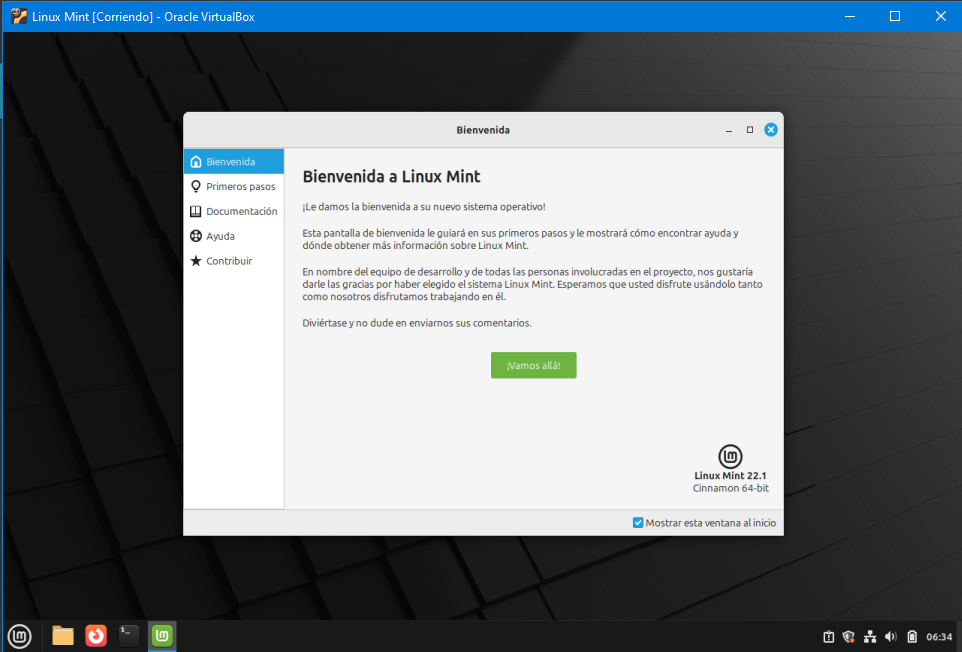 Linux Mint [Corriendo] - Oracle VirtualBox
Bienvenida
Bienvenida
Primeros pasos
Documentación
Ayuda
Contribuir
Bienvenida a Linux Mint
¡Le damos la bienvenida a su nuevo sistema operativo!
Esta pantalla de bienvenida le guiará en sus primeros pasos y le mostrará cómo encontrar ayuda y
dónde obtener más información sobre Linux Mint.
En nombre del equipo de desarrollo y de todas las personas involucradas en el proyecto, nos gustaría
darle las gracias por haber elegido el sistema Linux Mint. Esperamos que usted disfrute usándolo tanto
como nosotros disfrutamos trabajando en él.
Diviértase y no dude en enviarnos sus comentarios.
¡Vamos allá!
Linux Mint 22.1
Cinnamon 64-bit
Mostrar esta ventana al inicio
06:34